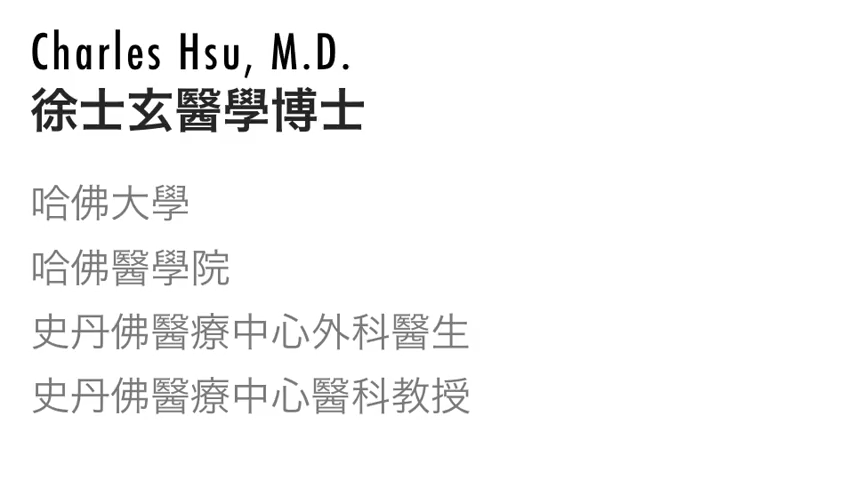 Charles Hsu, M.D.
徐士玄醫學博士
哈佛大學
哈佛醫學院
史丹佛醫療中心外科醫生
史丹佛醫療中心醫科教授